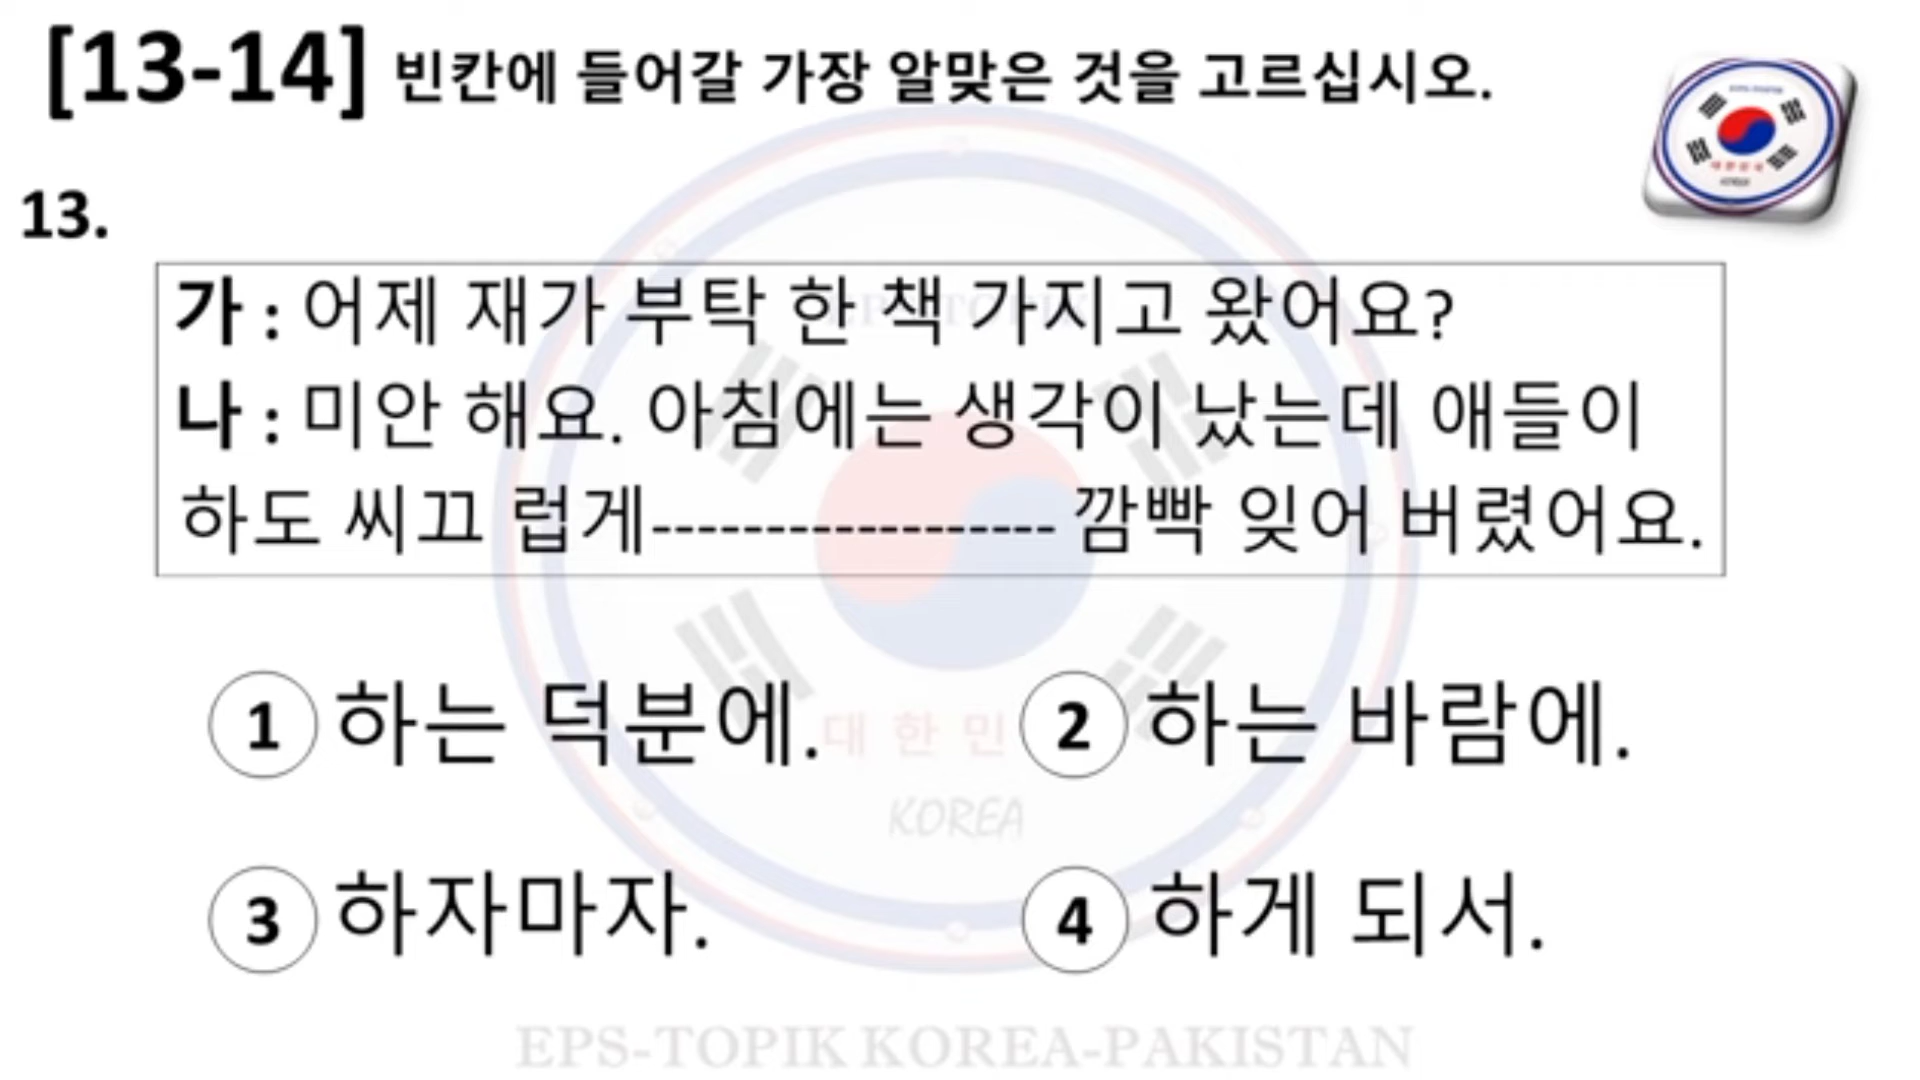 [13-14] 빈칸에 들어갈 가장 알맞은 것을 고르십시오.
13.
가 : 어제 재가 부탁 한 책 가지고 왔어요?
나 : 미안 해요. 아침에는 생각이 났는데 애들이
하도 씨끄 럽게------------------ 깜빡 잊어 버렸어요.
1 하는 덕분에.
2 하는 바람에.
3 하자마자.
4 하게 되서.
대한민
KOREA
EPS-TOPIK KOREA-PAKISTAN